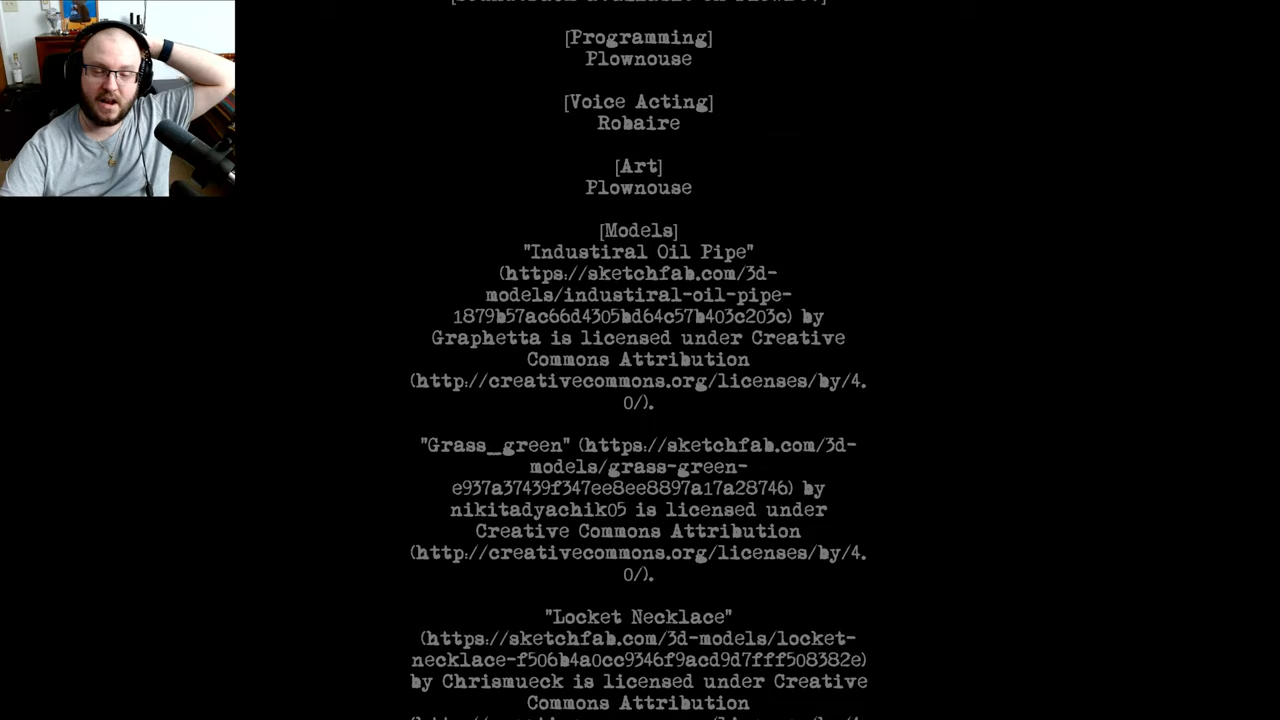 [Programming]
Plownouse
[Voice Acting]
Robaire
[Art]
Plownouse
[Models]
"Industiral Oil Pipe"
(https://sketchfab.com/3d-
models/industiral-oil-pipe-
1879b57ac66d4305bd64c57b403c203c) by
Graphetta is licensed under Creative
Commons Attribution
(http://creativecommons.org/licenses/by/4.
0/).
"Grass_green" (https://sketchfab.com/3d-
models/grass-green-
e937a37439f347ee8ee8897a17a28746) by
nikitadyachik05 is licensed under
Creative Commons Attribution
(http://creativecommons.org/licenses/by/4.
0/).
"Locket Necklace"
(https://sketchfab.com/3d-models/locket-
necklace-f506b4a0cc9346f9acd9d7fff508382e)
by Chrismueck is licensed under Creative
Commons Attribution